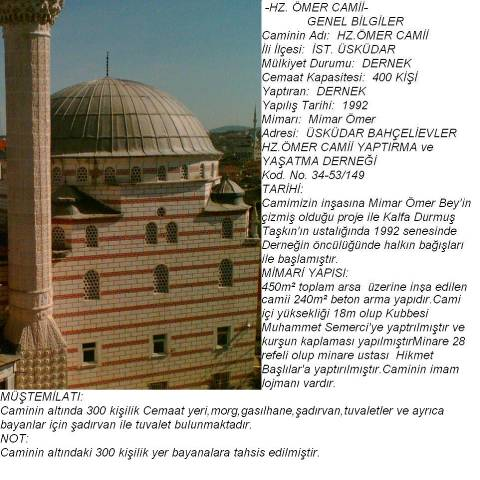 -HZ. ÖMER CAMİİ-
GENEL BİLGİLER
Caminin Adı: HZ.ÖMER CAMİİ
İli İlçesi: İST. ÜSKÜDAR
Mülkiyet Durumu: DERNEK
Cemaat Kapasitesi: 400 KİŞİ
Yaptıran: DERNEK
Yapılış Tarihi: 1992
Mimarı: Mimar Ömer
Adresi: ÜSKÜDAR BAHÇELİEVLER
HZ.ÖMER CAMİİ YAPTIRMA ve
YAŞATMA DERNEĞİ
Kod. No. 34-53/149
TARİHİ:
Camimizin inşasına Mimar Ömer Bey'in
çizmiş olduğu proje ile Kalfa Durmuş
Taşkın'ın ustalığında 1992 senesinde
Derneğin öncülüğünde halkın bağışları
ile başlamıştır.
MİMARİ YAPISI:
450m² toplam arsa üzerine inşa edilen
camii 240m² beton arma yapıdır.Cami
içi yüksekliği 18m olup Kubbesi
Muhammet Semerci'ye yaptrılmıştır ve
kurşun kaplaması yapılmıştırMinare 28
refeli olup minare ustası Hikmet
Başlılar'a yaptırılmıştır.Caminin imam
lojmanı vardır.
MÜŞTEMİLATI:
Caminin altında 300 kişilik Cemaat yeri,morg,gasılhane,şadırvan,tuvaletler ve ayrıca
bayanlar için şadırvan ile tuvalet bulunmaktadır.
NOT:
Caminin altındaki 300 kişilik yer bayanalara tahsis edilmiştir.